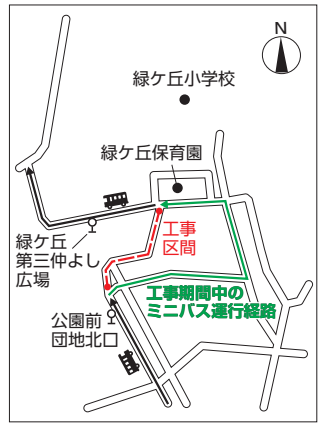 N
緑ケ丘小学校
緑ケ丘保育園
工事
区間
緑ケ丘
第三仲よし
広場
工事期間中の
ミニバス運行経路
公園前
団地北口